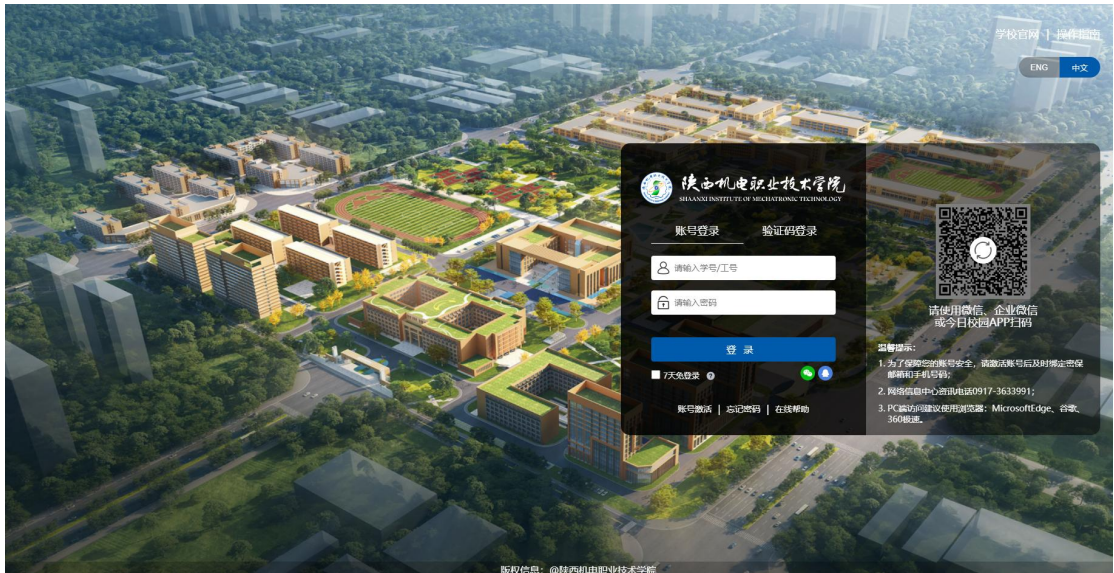 学校官网 | 操作指南
ENG 中文
陕西机电职业技术学院
SHAANXI INSTITUTE OF MECHATRONIC TECHNOLOGY
账号登录 验证码登录
请输入学号/工号
请输入密码
登 录
7天免登录
账号激活 | 忘记密码 | 在线帮助
请使用微信、企业微信
或今日校园APP扫码
温馨提示:
1. 为了保障您的账号安全，请激活账号后及时绑定密保
邮箱和手机号码;
2. 网络信息中心资讯电话0917-3633991;
3. PC端访问建议使用浏览器：MicrosoftEdge、谷歌、
360极速。
版权信息：@陕西机电职业技术学院